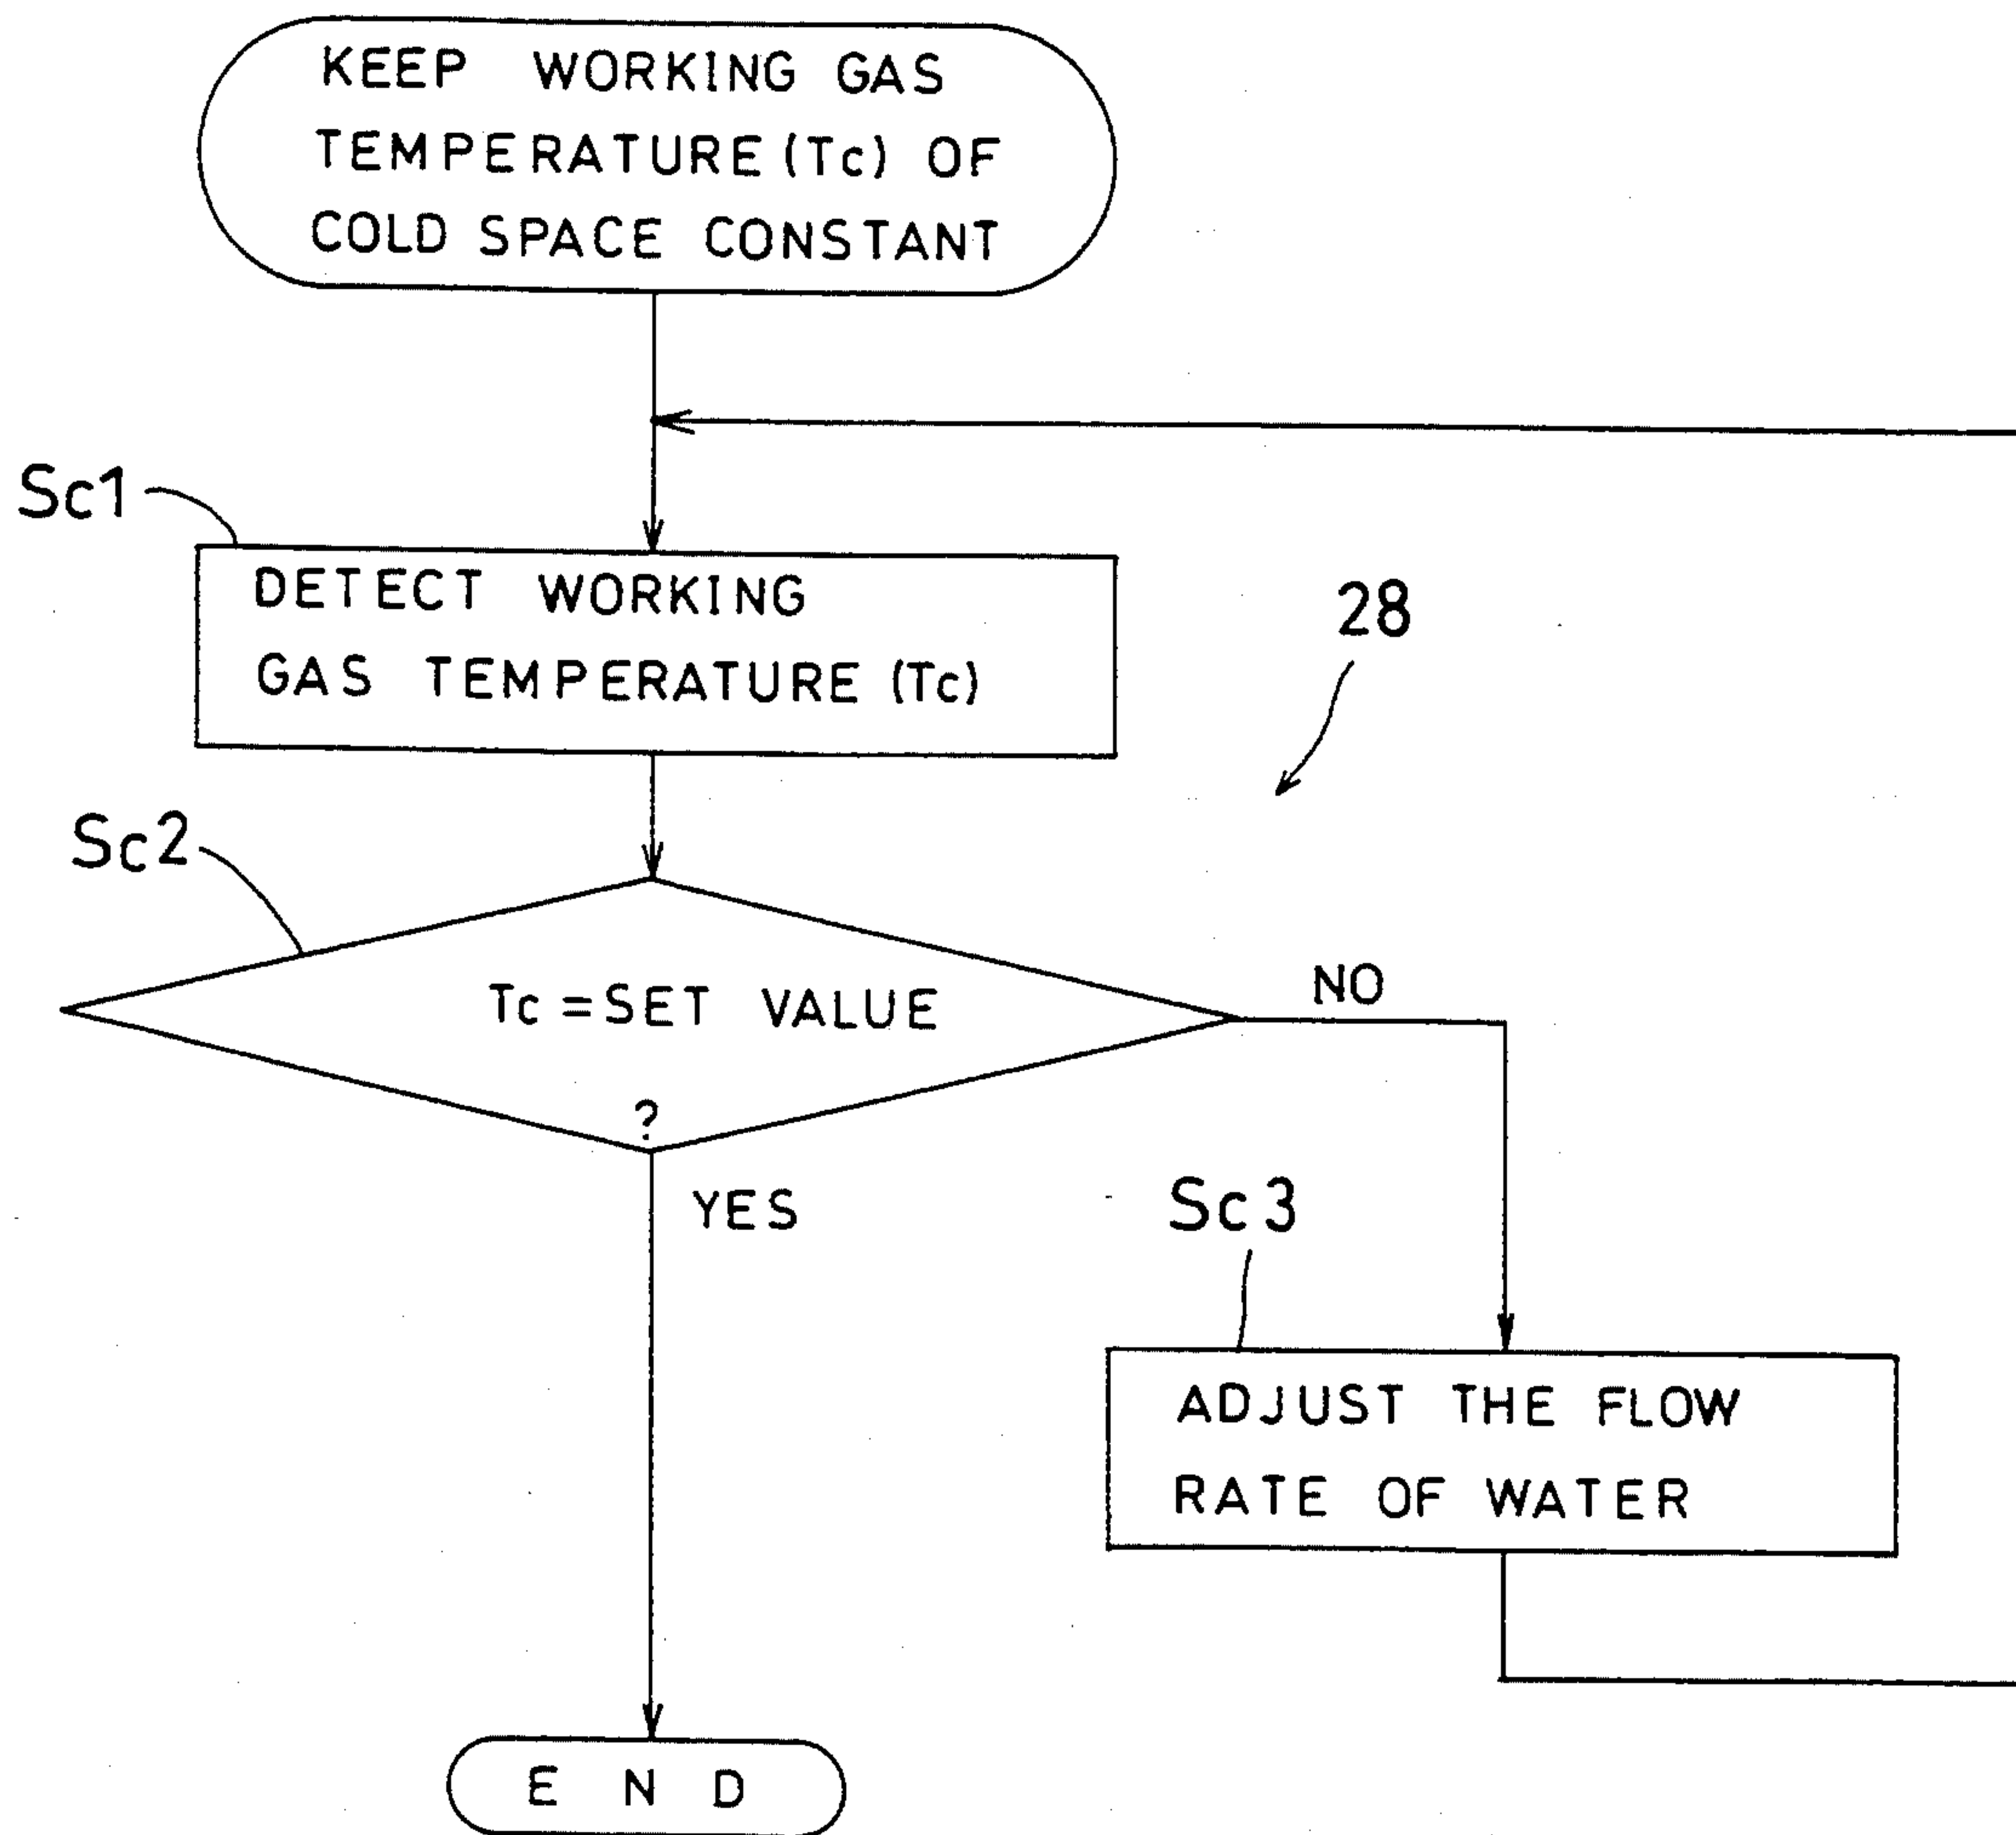 KEEP WORKING GAS
TEMPERATURE (Tc) OF
COLD SPACE CONSTANT
Sc1
DETECT WORKING
GAS TEMPERATURE (Tc)
28
Sc2
Tc = SET VALUE
?
NO
YES
Sc3
ADJUST THE FLOW
RATE OF WATER
END